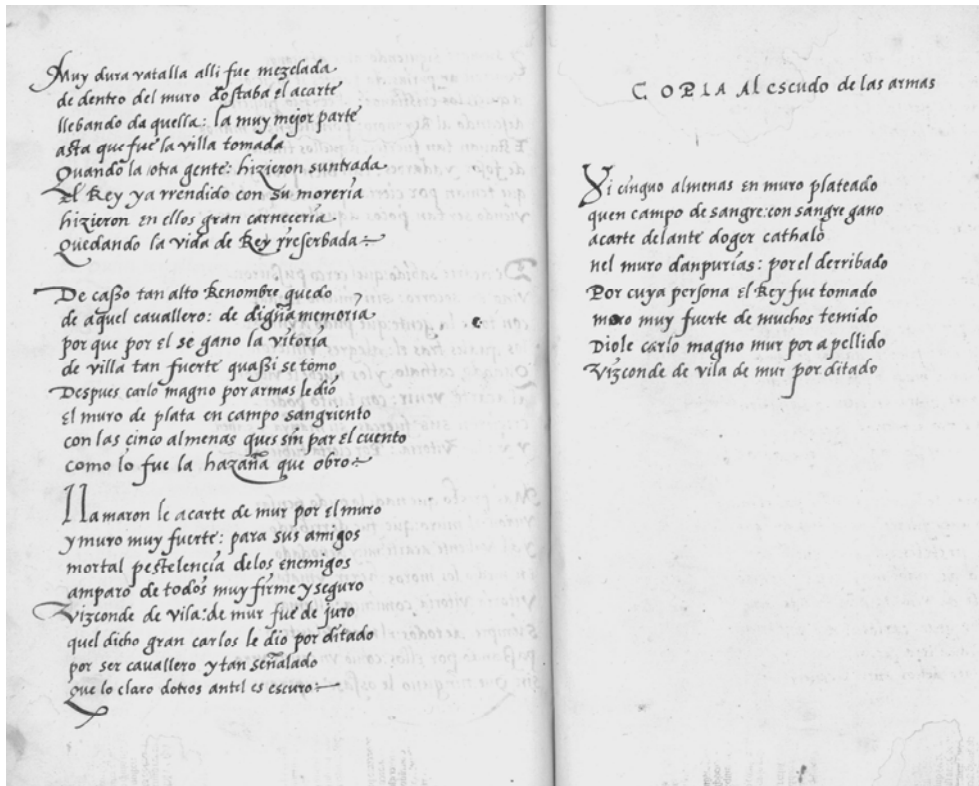 Muy dura vatalla alli fue mezclada
de dentro del muro dostaba el acarte
llebando da quella: la muy mejor parte
asta que fue la villa tomada
Quando la otra gente: hizieron suntrada
El Rey ya rrendido con su moreria
hizieron en ellos gran carneceria
Quedando la vida de Rey rreserbada
De casso tan alto Renombre quedo
de aquel cavallero: de digna memoria
por que por el se gano la vitoria
de villa tan fuerte quassi se tomo
Despues carlo magno por armas le dio
el muro de plata en campo sangriento
con las cinco almenas ques sin par el cuento
como lo fue la hazaña que obro
Llamaron le acarte de mur por el muro
y muro muy fuerte: para sus amigos
mortal pestelencia delos enemigos
amparo de todos muy firme y seguro
Vizconde de vila: de mur fue de juro
quel dicho gran carlos le dio por ditado
por ser cavallero y tan señalado
que lo claro dotros antel es escuro
COPLA Al escudo de las armas
Vi cinquo almenas en muro plateado
quen campo de sangre: con sangre gano
acarte delante doger cathalo
nel muro danpurias: por el derribado
Por cuya persona el Rey fue tomado
moro muy fuerte de muchos temido
Diole carlo magno mur por apellido
Vizconde de vila de mur por ditado